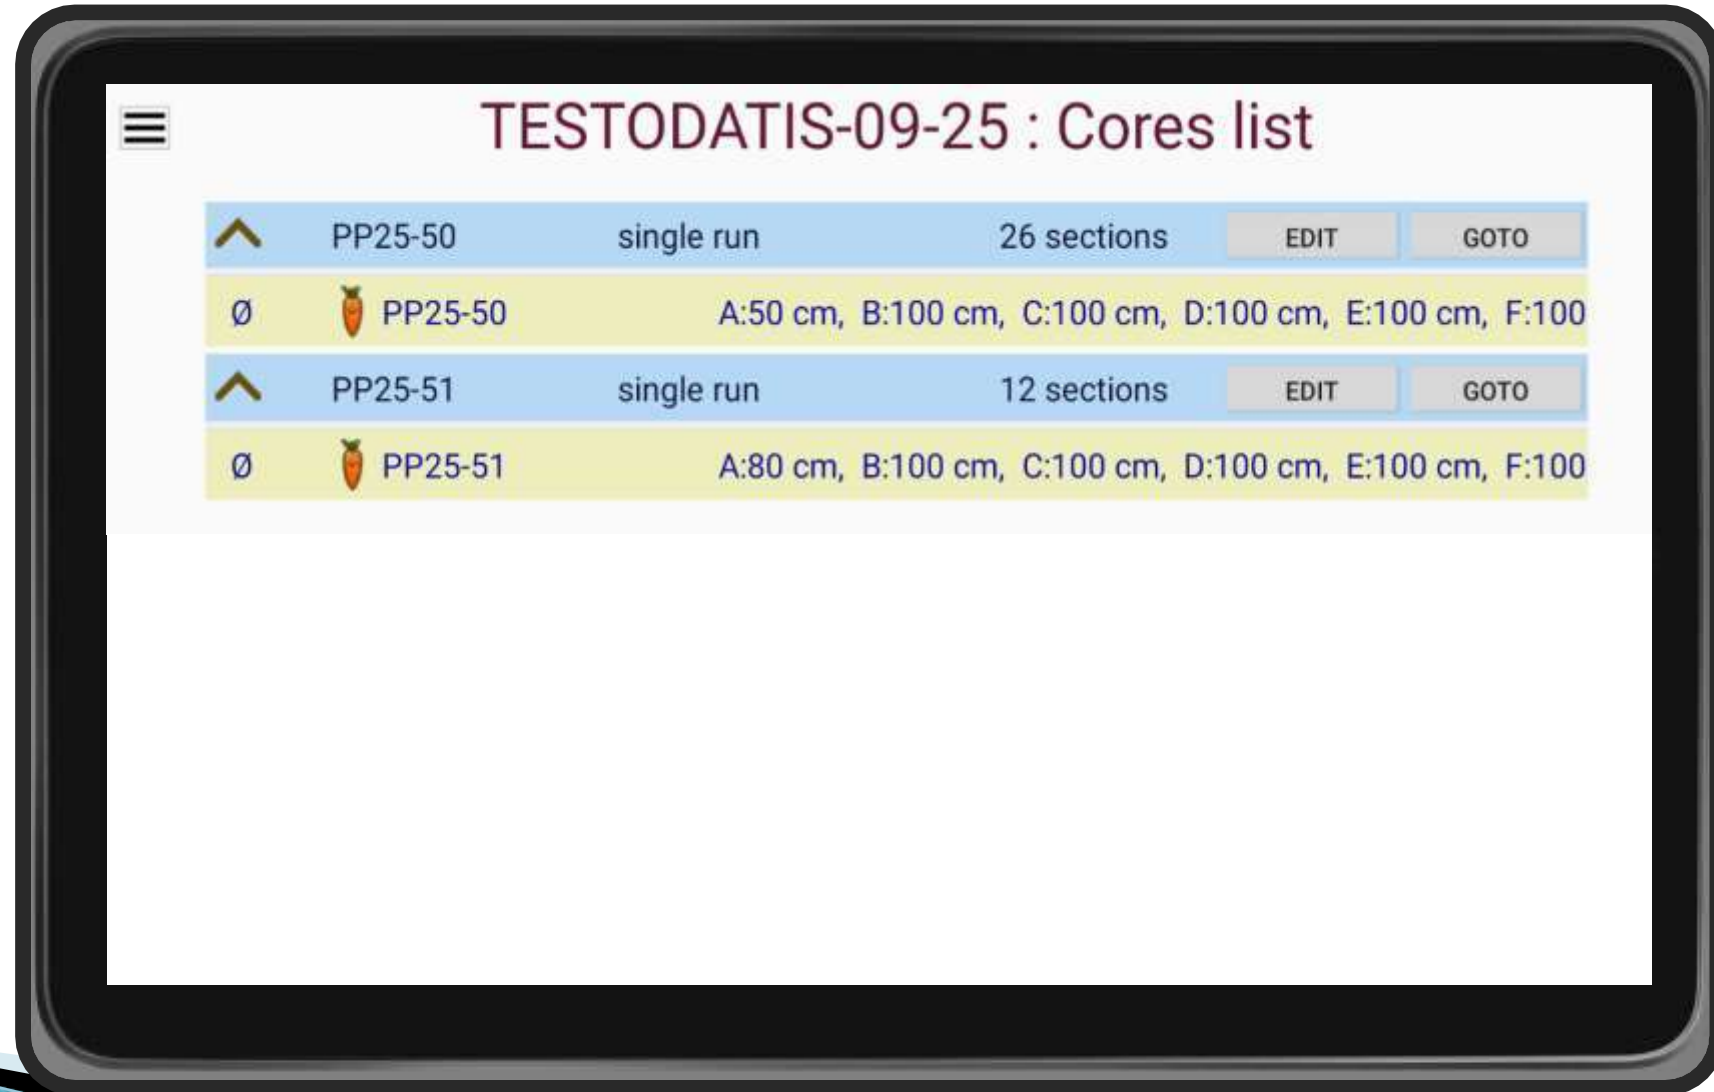 TESTODATIS-09-25 : Cores list
PP25-50 single run 26 sections EDIT GOTO
Ø PP25-50 A:50 cm, B:100 cm, C:100 cm, D:100 cm, E:100 cm, F:100
PP25-51 single run 12 sections EDIT GOTO
Ø PP25-51 A:80 cm, B:100 cm, C:100 cm, D:100 cm, E:100 cm, F:100